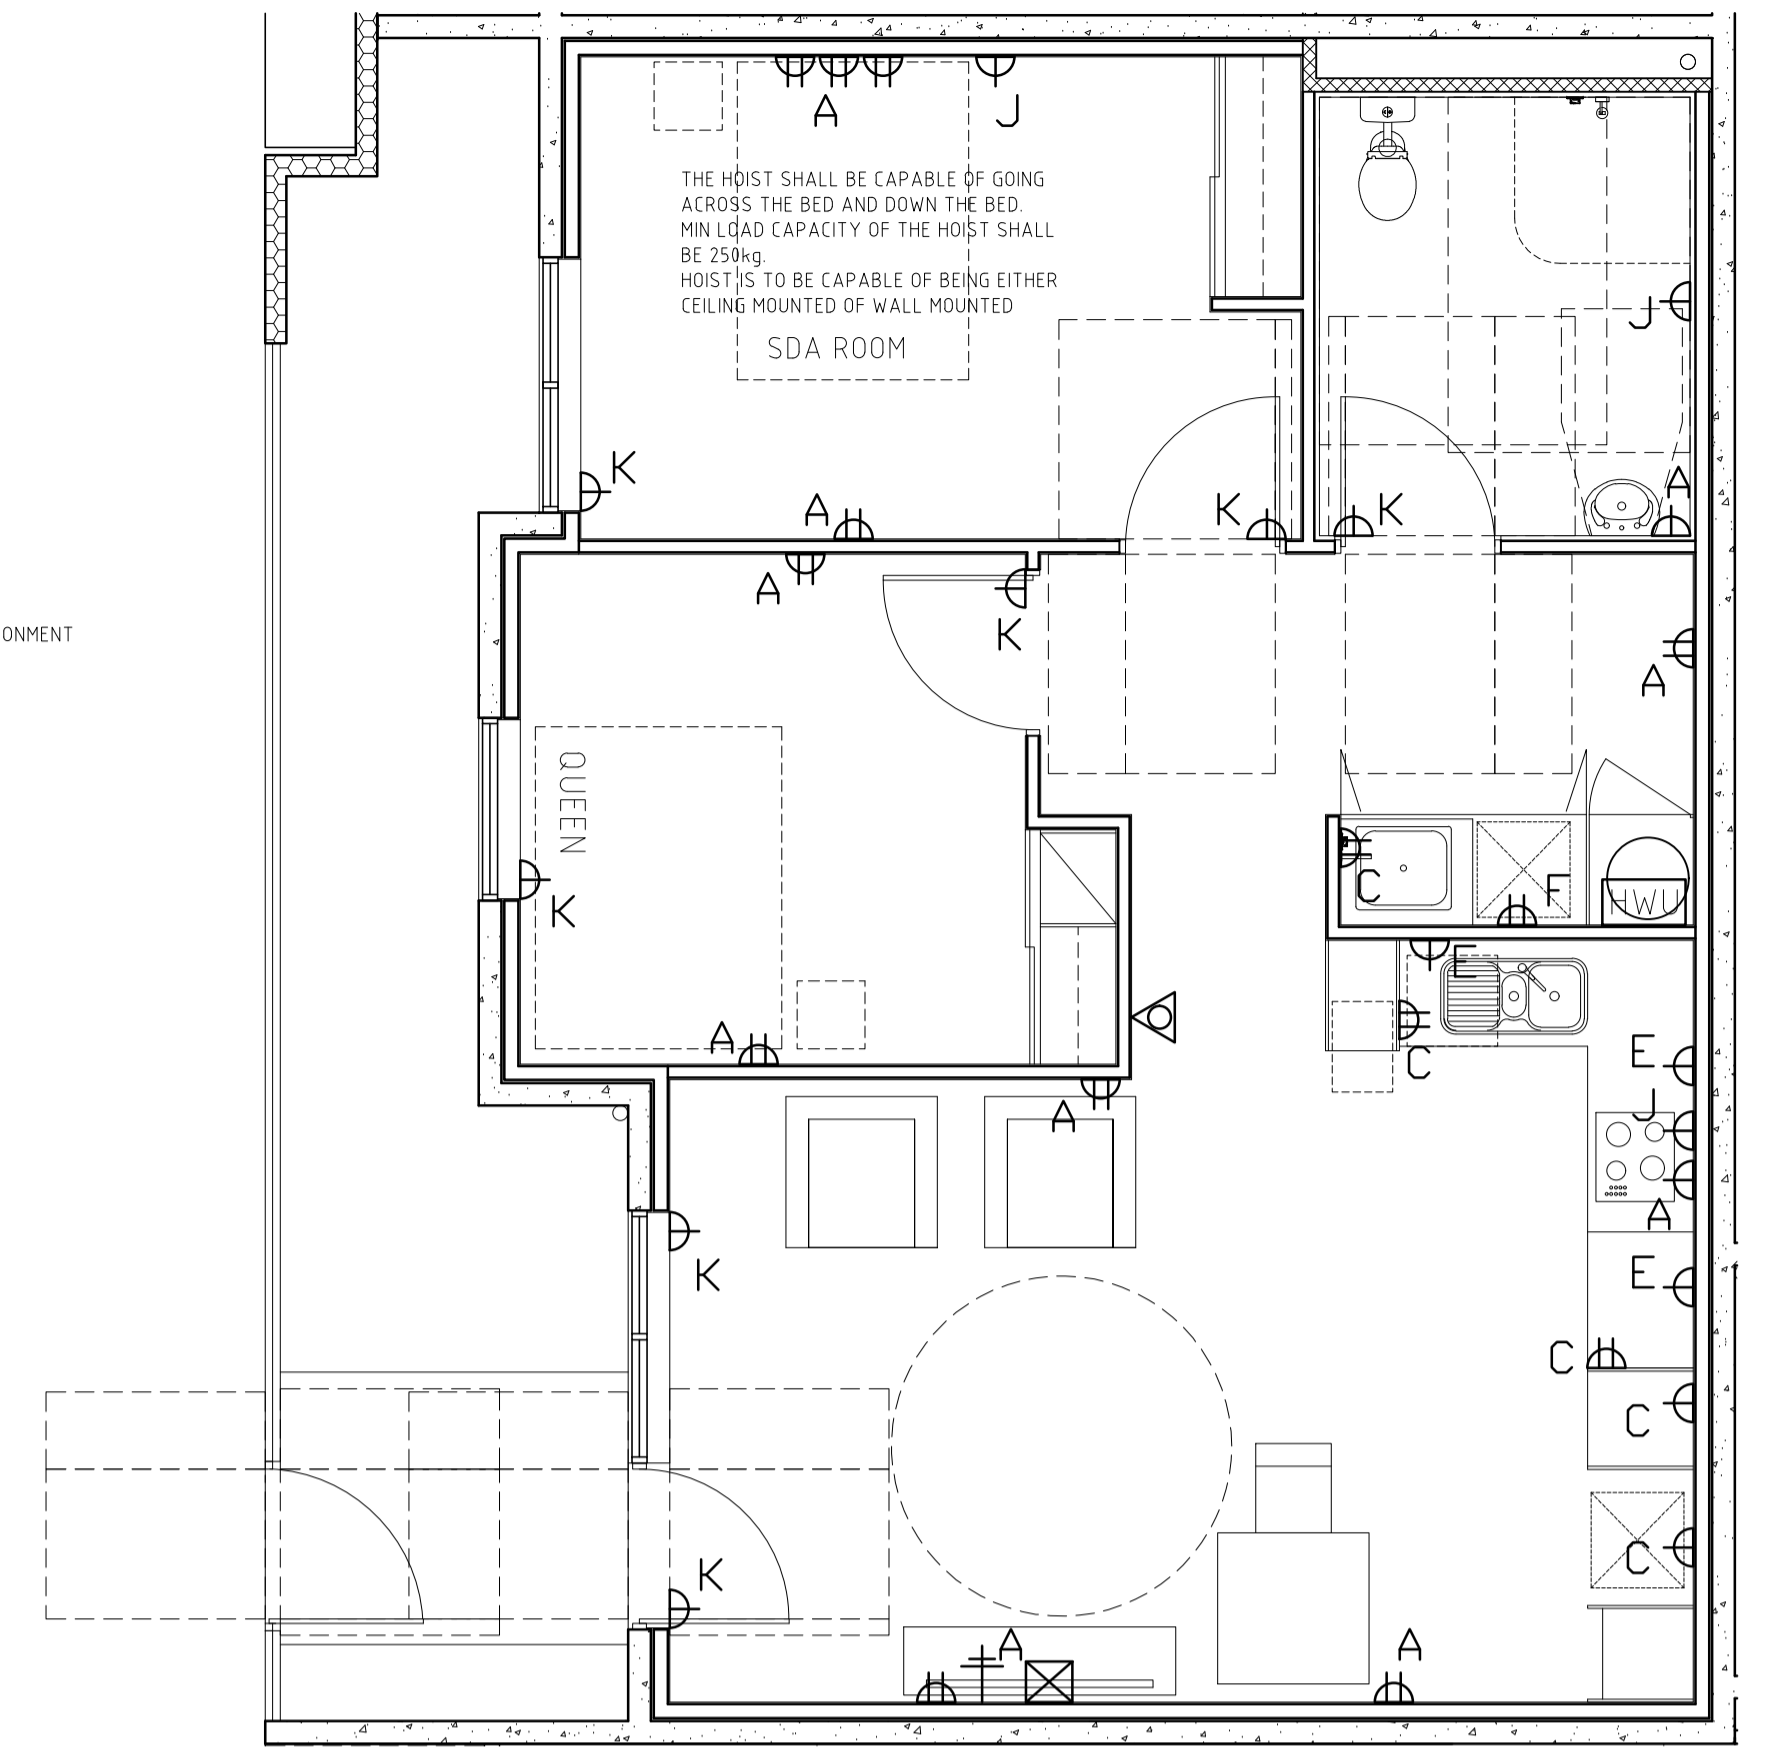 A
J
THE HOIST SHALL BE CAPABLE OF GOING
ACROSS THE BED AND DOWN THE BED.
MIN LOAD CAPACITY OF THE HOIST SHALL
BE 250kg.
HOIST IS TO BE CAPABLE OF BEING EITHER
CEILING MOUNTED OF WALL MOUNTED
SDA ROOM
J
K
A
A
K
K
A
K
ONMENT
A
QUEEN
C
F
HWU
K
E
A
C
E
A
J
A
K
E
C
C
C
K
A
A